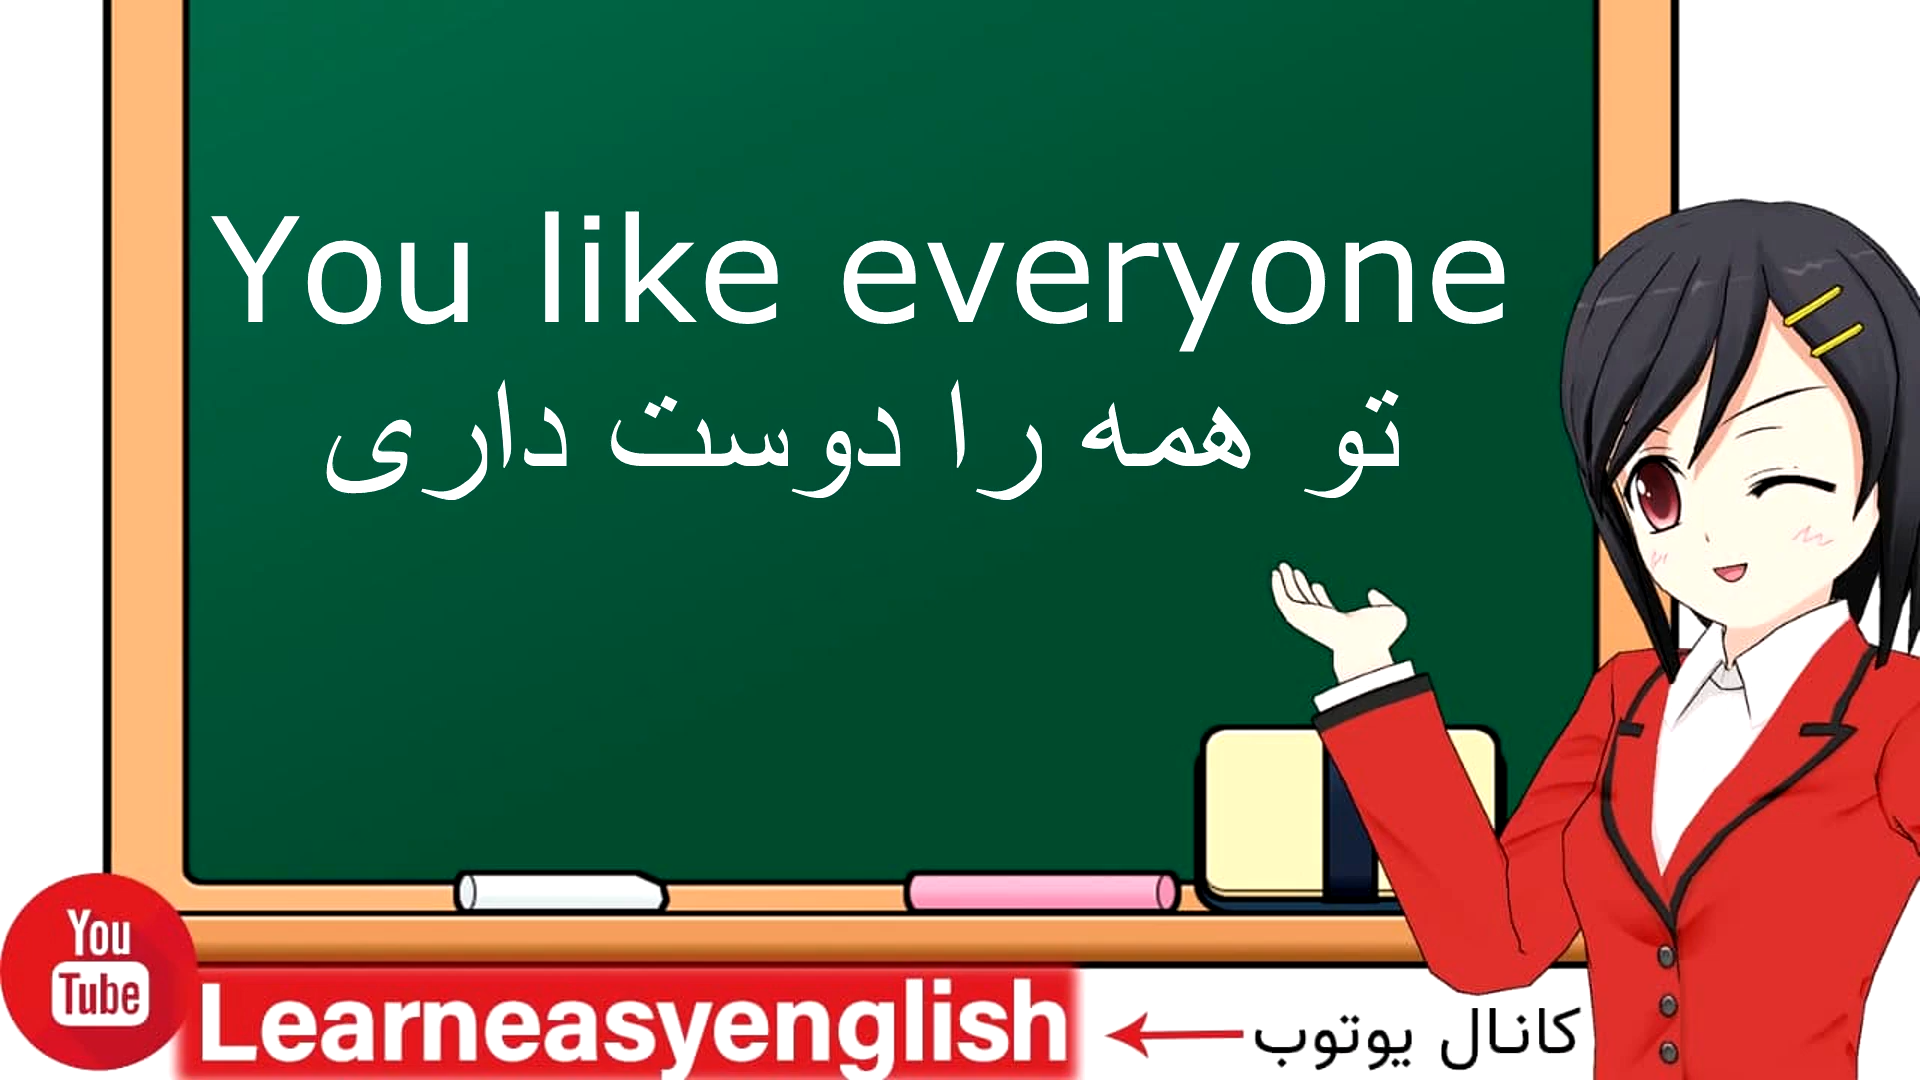 You like everyone
تو همه را دوست داری
You
Tube
Learneasyenglish
کانال یوتوب